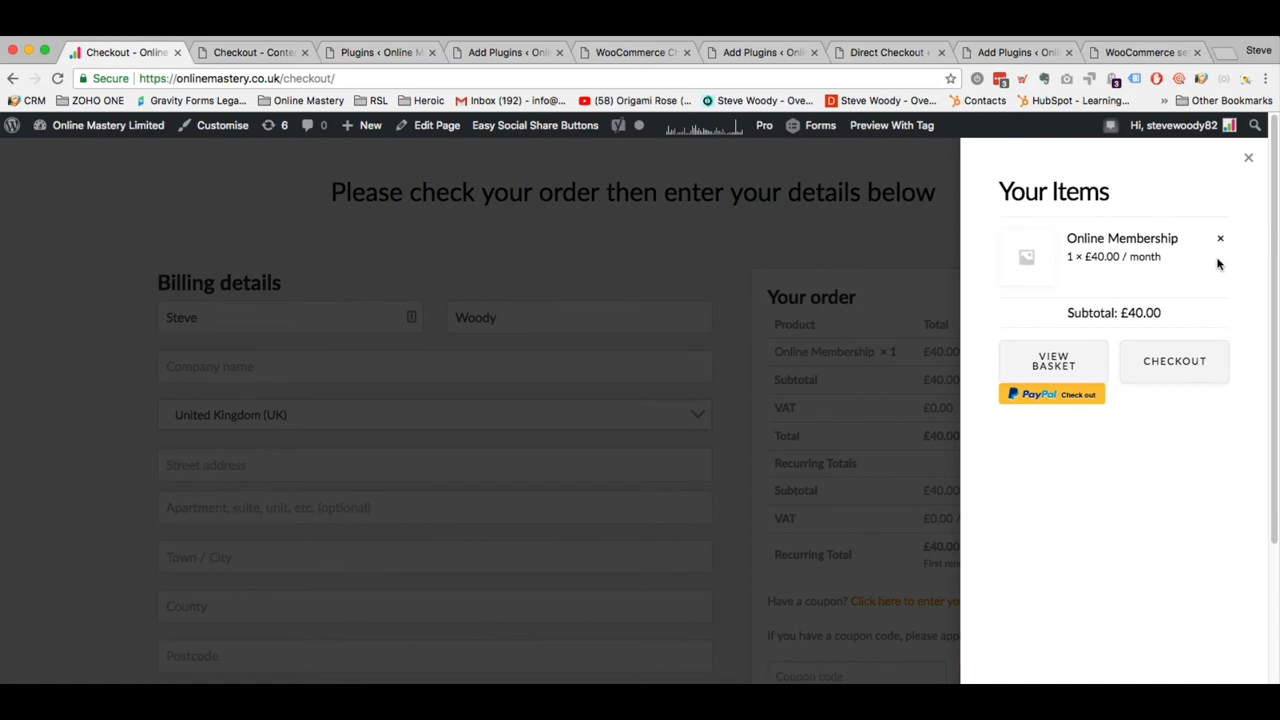 Checkout - Online
Checkout - Conte
Plugins ‹ Online M
Add Plugins ‹ Onl
WooCommerce Ch
Add Plugins ‹ Onl
Direct Checkout ‹
Add Plugins ‹ Onl
WooCommerce se
Steve
Secure
https://onlinemastery.co.uk/checkout/
3
3
CRM
ZOHO ONE
Gravity Forms Lega...
Online Mastery
RSL
Heroic
Inbox (192) - info@...
(58) Origami Rose (...
Steve Woody - Ove...
Steve Woody - Ove...
Contacts
HubSpot - Learning...
»
Other Bookmarks
Online Mastery Limited
Customise
6
0
New
Edit Page
Easy Social Share Buttons
Pro
Forms
Preview With Tag
Hi, stevewoody82
Please check your order then enter your details below
Billing details
Steve
Woody
Company name
United Kingdom (UK)
Street address
Apartment, suite, unit, etc. (optional)
Town / City
County
Postcode
Your order
Product Total
Online Membership × 1 £40.00
Subtotal £40.00
VAT £0.00
Total £40.00
Recurring Totals
Subtotal £40.00
VAT £0.00 /
Recurring Total £40.00
First ren
Have a coupon? Click here to enter yo
If you have a coupon code, please app
Coupon code
×
Your Items
Online Membership ×
1 × £40.00 / month
Subtotal: £40.00
VIEW
BASKET
CHECKOUT
PayPal Check out